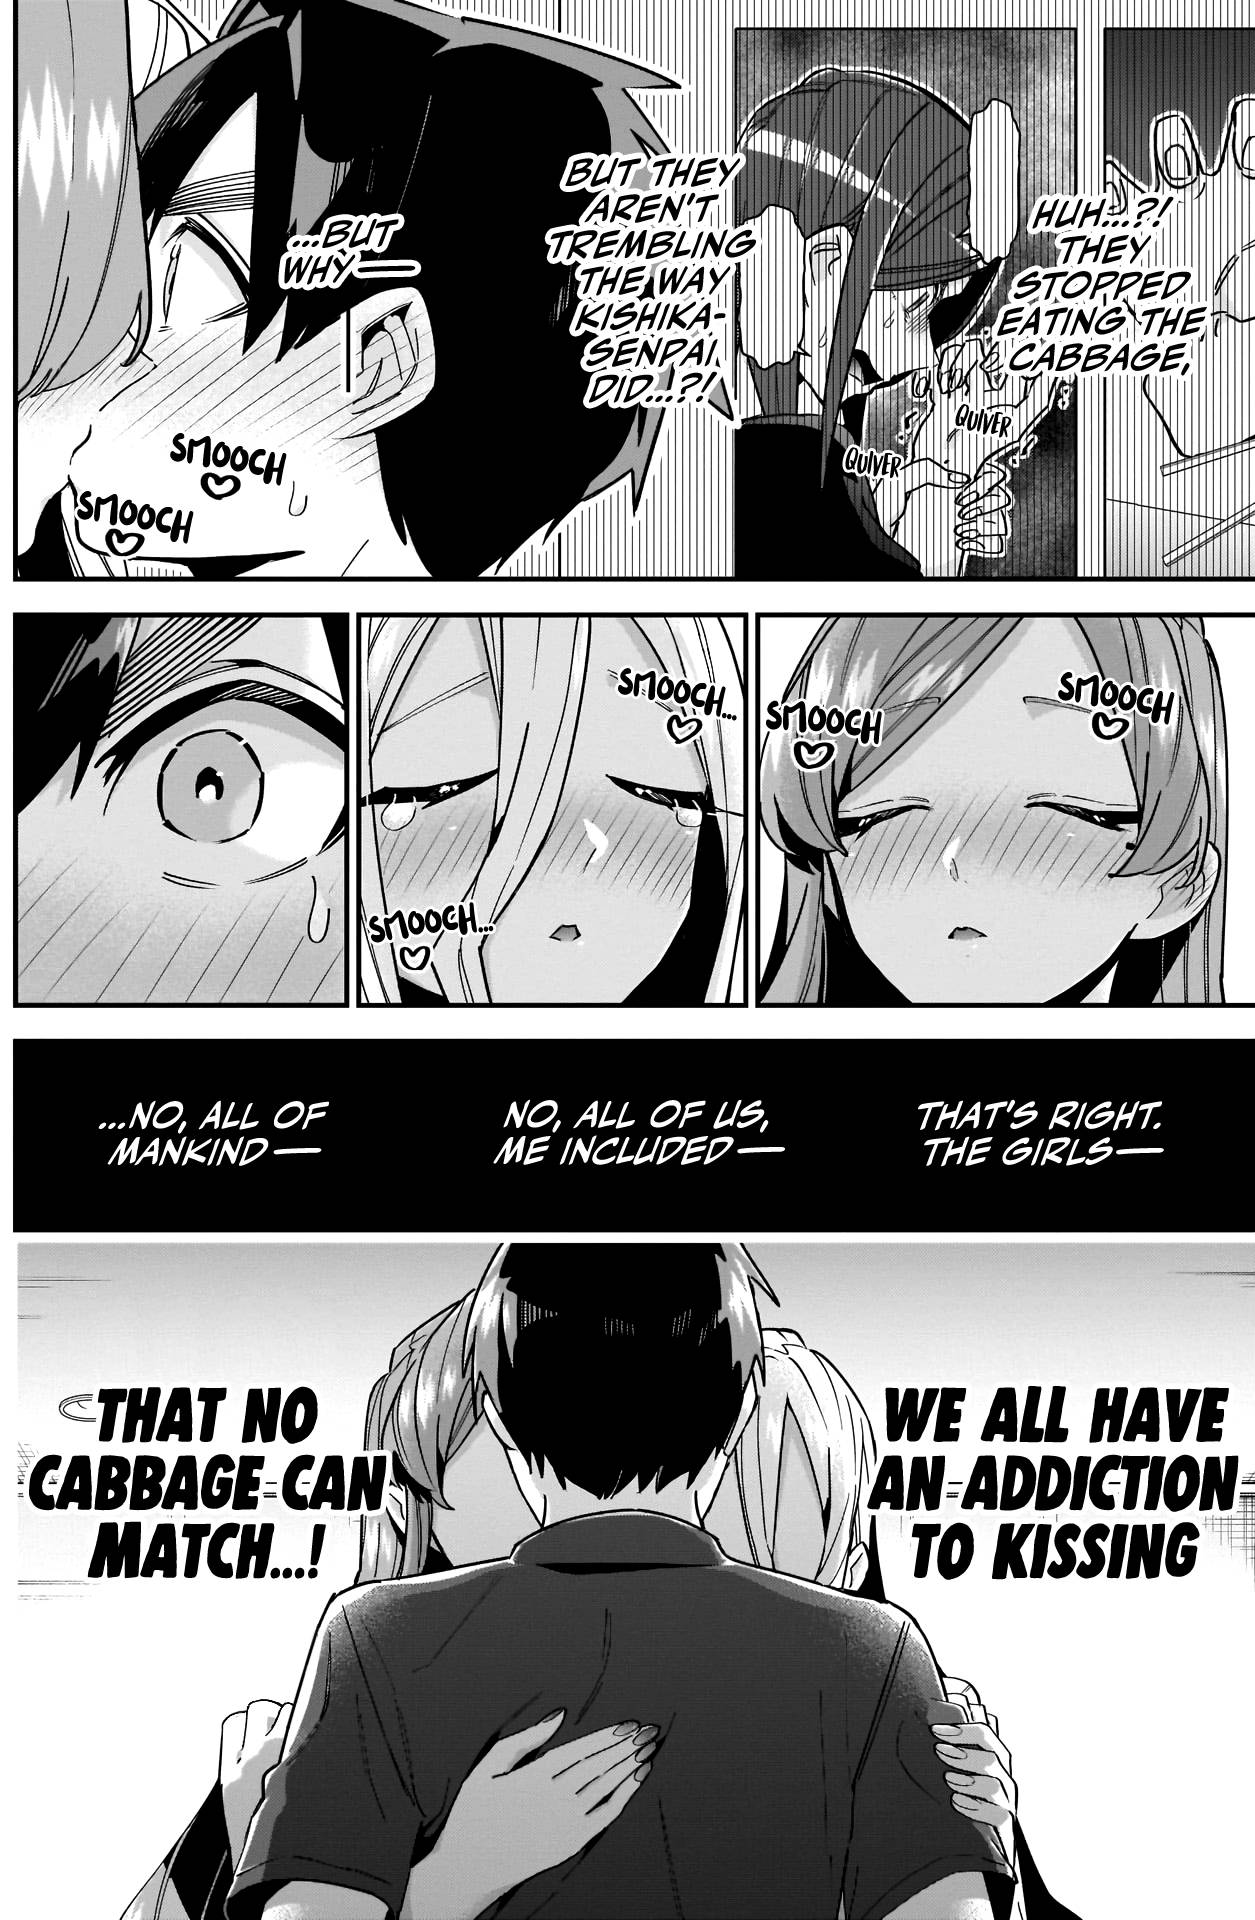 HUH...?!
THEY
STOPPED
EATING THE
CABBAGE,
BUT THEY
AREN'T
TREMBLING
THE WAY
KISHIKA-
SENPAI
DID...?!
QUIVER
QUIVER
...BUT
WHY—
SMOOCH
SMOOCH
SMOOCH
SMOOCH
SMOOCH...
SMOOCH...
THAT'S RIGHT.
THE GIRLS—
NO, ALL OF US,
ME INCLUDED—
...NO, ALL OF
MANKIND—
WE ALL HAVE
AN ADDICTION
TO KISSING
THAT NO
CABBAGE CAN
MATCH...!